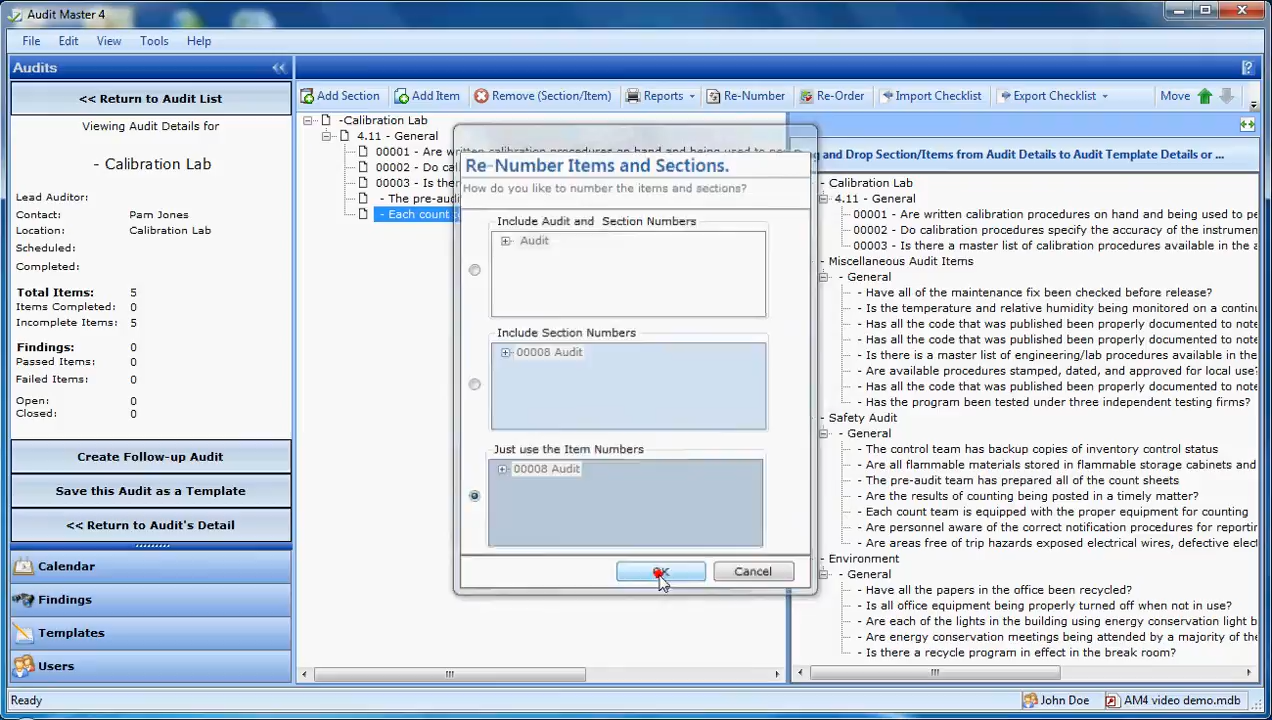 Audit Master 4
File Edit View Tools Help
Audits
<< Return to Audit List
Viewing Audit Details for
- Calibration Lab
Lead Auditor:
Contact: Pam Jones
Location: Calibration Lab
Scheduled:
Completed:
Total Items: 5
Items Completed: 0
Incomplete Items: 5
Findings: 0
Passed Items: 0
Failed Items: 0
Open: 0
Closed: 0
Create Follow-up Audit
Save this Audit as a Template
<< Return to Audit's Detail
Calendar
Findings
Templates
Users
Add Section Add Item Remove (Section/Item) Reports Re-Number Re-Order Import Checklist Export Checklist Move
-Calibration Lab
4.11 - General
00001 - Are written calibration procedures on hand and being used to
00002 - Do cal
00003 - Is ther
- The pre-aud
- Each count
Re-Number Items and Sections.
How do you like to number the items and sections?
Include Audit and Section Numbers
Audit
Include Section Numbers
00008 Audit
Just use the Item Numbers
00008 Audit
OK Cancel
and Drop Section/Items from Audit Details to Audit Template Details or ...
- Calibration Lab
4.11 - General
00001 - Are written calibration procedures on hand and being used to pe
00002 - Do calibration procedures specify the accuracy of the instrumen
00003 - Is there a master list of calibration procedures available in the a
- Miscellaneous Audit Items
- General
- Have all of the maintenance fix been checked before release?
- Is the temperature and relative humidity being monitored on a continu
- Has all the code that was published been properly documented to note
- Has all the code that was published been properly documented to note
- Is there is a master list of engineering/lab procedures available in the
- Are available procedures stamped, dated, and approved for local use?
- Has all the code that was published been properly documented to note
- Has the program been tested under three independent testing firms?
- Safety Audit
- General
- The control team has backup copies of inventory control status
- Are all flammable materials stored in flammable storage cabinets and
- The pre-audit team has prepared all of the count sheets
- Are the results of counting being posted in a timely matter?
- Each count team is equipped with the proper equipment for counting
- Are personnel aware of the correct notification procedures for reporting
- Are areas free of trip hazards exposed electrical wires, defective elect
- Environment
- General
- Have all the papers in the office been recycled?
- Is all office equipment being properly turned off when not in use?
- Are each of the lights in the building using energy conservation light b
- Are energy conservation meetings being attended by a majority of the
- Is there a recycle program in effect in the break room?
Ready John Doe AM4 video demo.mdb